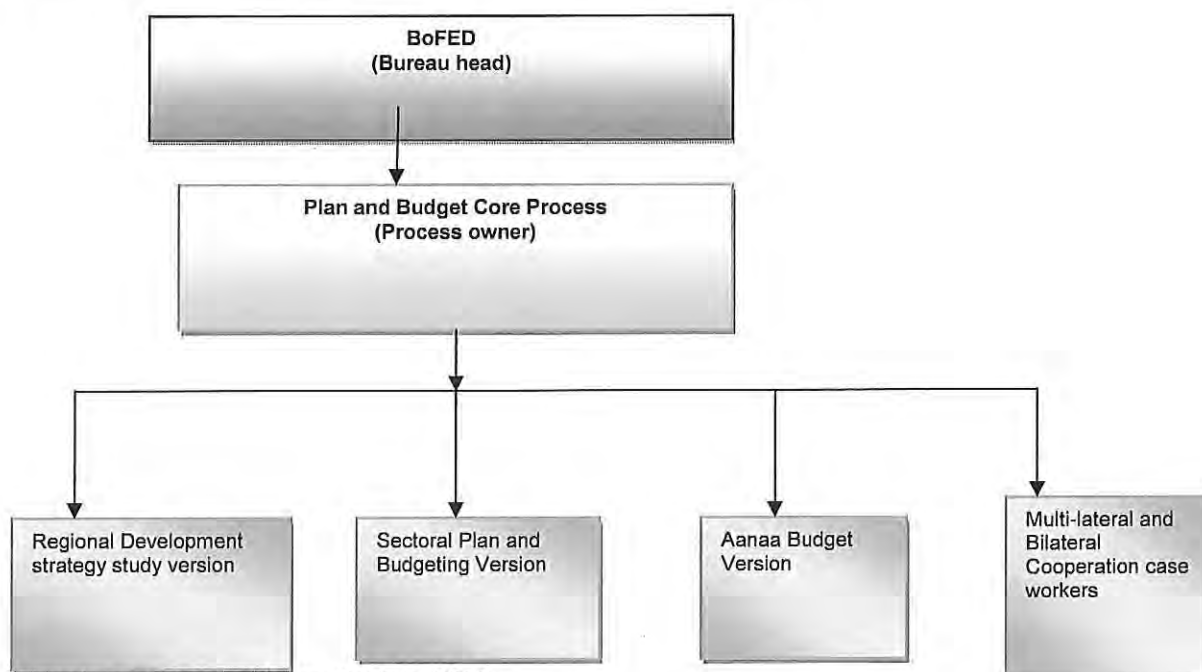 BoFED
(Bureau head)
Plan and Budget Core Process
(Process owner)
Regional Development
strategy study version
Sectoral Plan and
Budgeting Version
Aanaa Budget
Version
Multi-lateral and
Bilateral
Cooperation case
workers